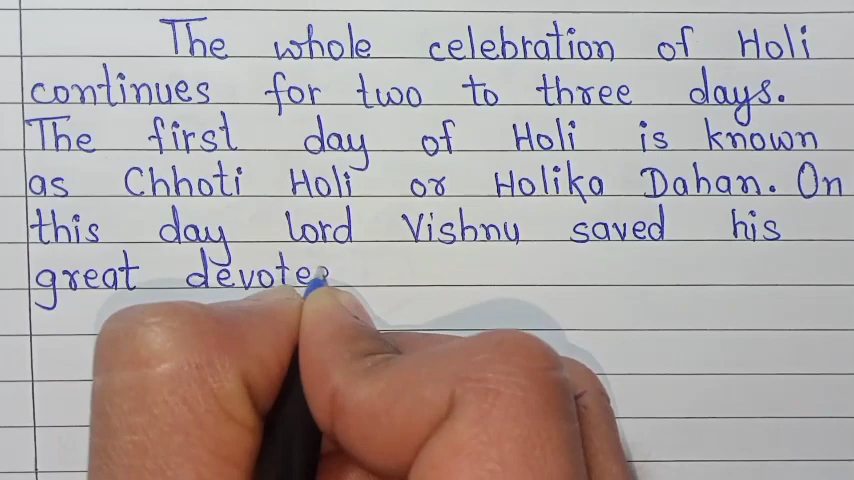 The whole celebration of Holi
continues for two to three days.
The first day of Holi is known
as Chhoti Holi or Holika Dahan. On
this day lord Vishnu saved his
great devote